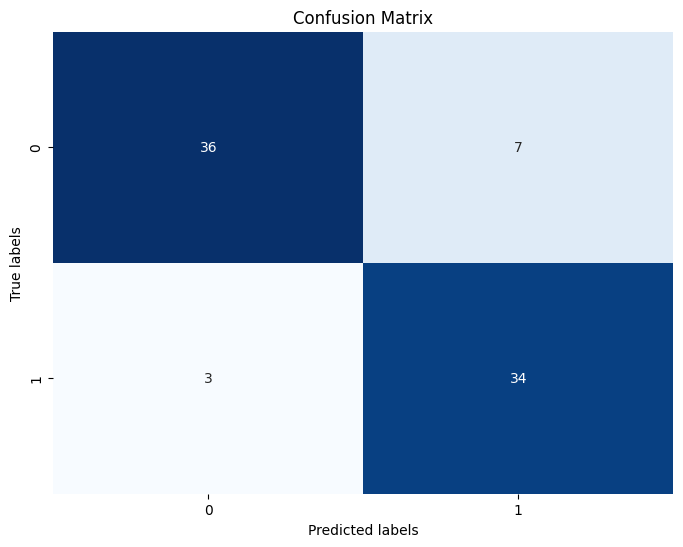 Confusion Matrix
True labels
0
36
7
1
3
34
0
1
Predicted labels